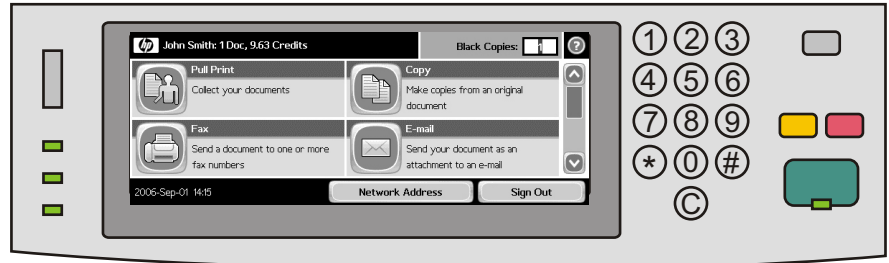 hp John Smith: 1 Doc, 9.63 Credits Black Copies: 1 ?
Pull Print
Collect your documents
Copy
Make copies from an original
document
Fax
Send a document to one or more
fax numbers
E-mail
Send your document as an
attachment to an e-mail
2006-Sep-01 14:15 Network Address Sign Out
1 2 3
4 5 6
7 8 9
* 0 #
C